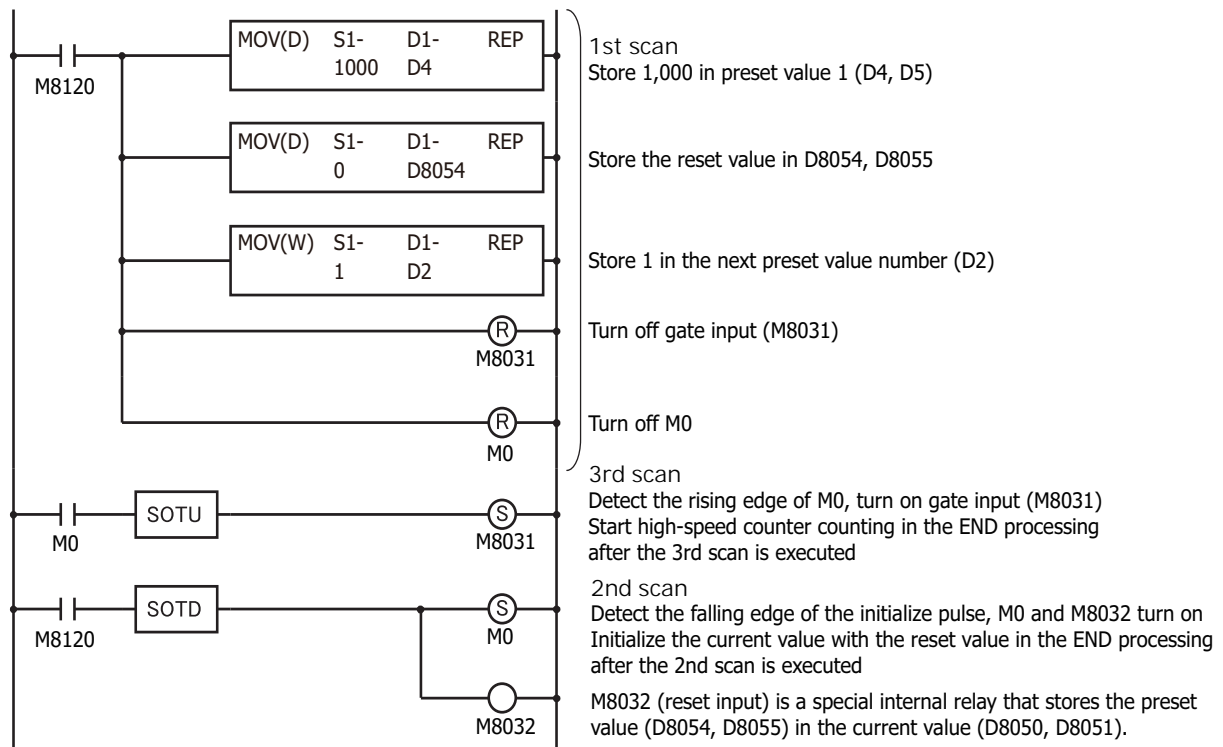 MOV(D) S1- D1- REP
1000 D4
M8120
1st scan
Store 1,000 in preset value 1 (D4, D5)
MOV(D) S1- D1- REP
0 D8054
Store the reset value in D8054, D8055
MOV(W) S1- D1- REP
1 D2
Store 1 in the next preset value number (D2)
R
M8031
Turn off gate input (M8031)
R
M0
Turn off M0
3rd scan
Detect the rising edge of M0, turn on gate input (M8031)
Start high-speed counter counting in the END processing
after the 3rd scan is executed
M0
SOTU
S
M8031
2nd scan
Detect the falling edge of the initialize pulse, M0 and M8032 turn on
Initialize the current value with the reset value in the END processing
after the 2nd scan is executed
M8120
SOTD
S
M0
M8032
M8032 (reset input) is a special internal relay that stores the preset
value (D8054, D8055) in the current value (D8050, D8051).